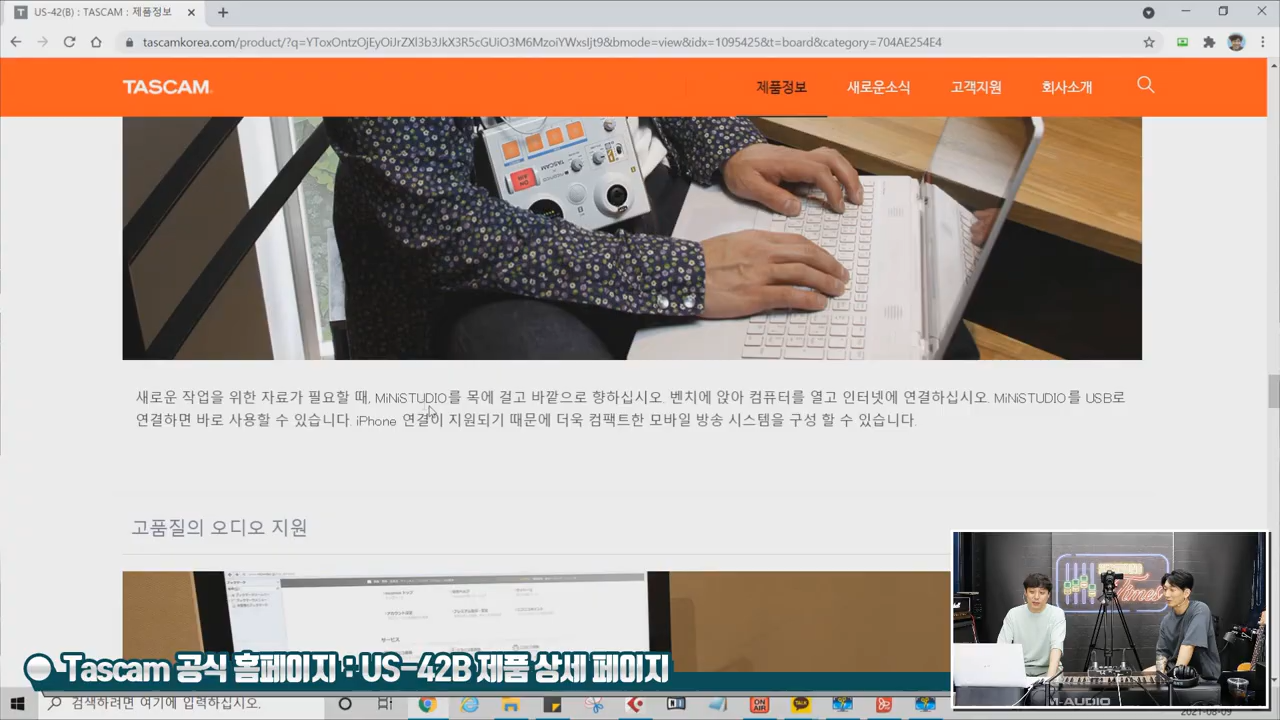 US-42(B) : TASCAM : 제품정보
tascamkorea.com/product/?q=YToxOntzOjEyOiJrZXl3b3JkX3R5cGUiO3M6MzoiYWxsIjt9&bmode=view&idx=1095425&t=board&category=704AE254E4
TASCAM
제품정보
새로운소식
고객지원
회사소개
TASCAM
새로운 작업을 위한 자료가 필요할 때, MiNiSTUDIO를 목에 걸고 바깥으로 향하십시오. 벤치에 앉아 컴퓨터를 열고 인터넷에 연결하십시오. MiNiSTUDIO를 USB로
연결하면 바로 사용할 수 있습니다. iPhone 연결이 지원되기 때문에 더욱 컴팩트한 모바일 방송 시스템을 구성 할 수 있습니다.
고품질의 오디오 지원
サービス
Times
Tascam 공식 홈페이지 : US-42B 제품 상세 페이지
검색하려면 여기에 입력하십시오.
ON AIR
TALK
M-AUDIO
2021-08-09